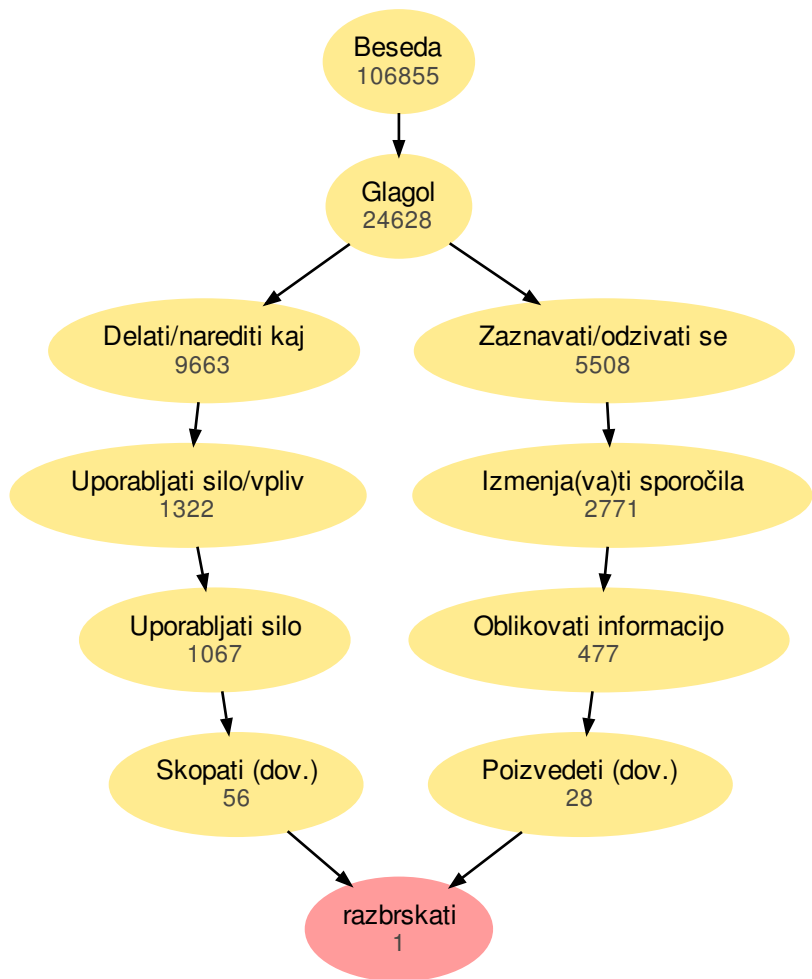 Beseda
106855
Glagol
24628
Delati/narediti kaj
9663
Zaznavati/odzivati se
5508
Uporabljati silo/vpliv
1322
Izmenja(va)ti sporočila
2771
Uporabljati silo
1067
Oblikovati informacijo
477
Skopati (dov.)
56
Poizvedeti (dov.)
28
razbrskati
1